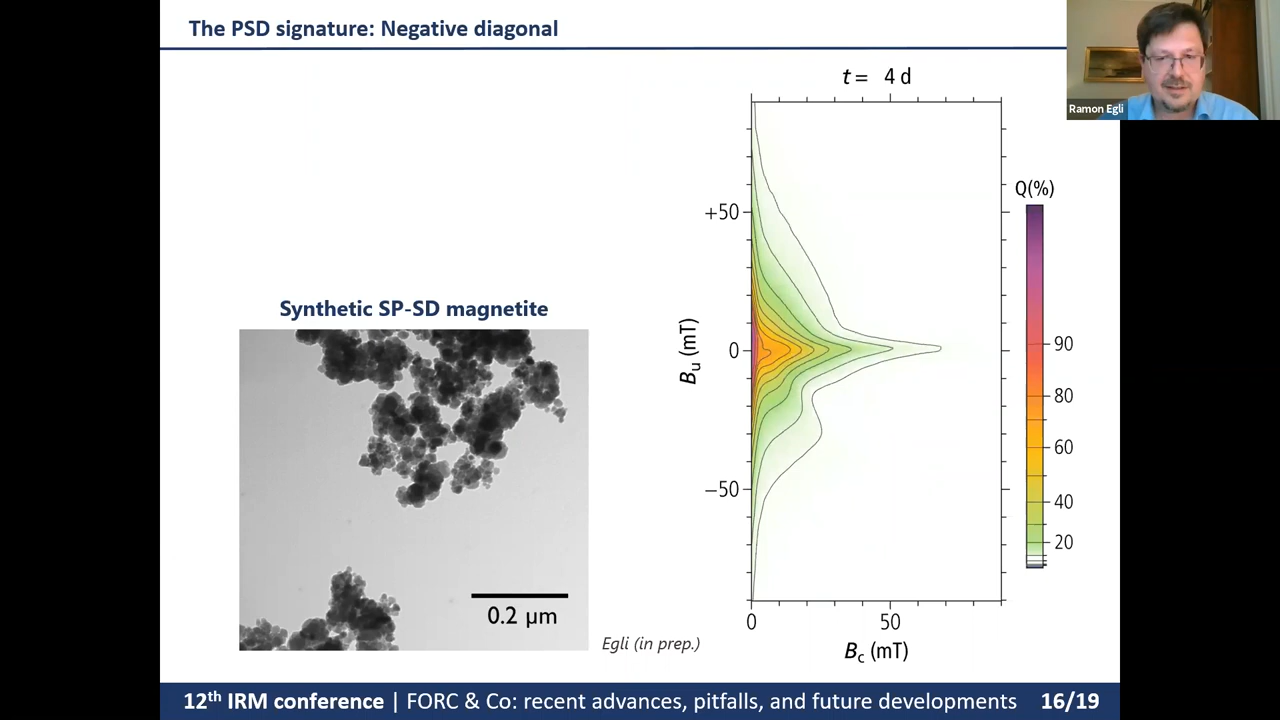 The PSD signature: Negative diagonal
Ramon Egli
t = 4 d
Q(%)
+50
0
−50
Bu (mT)
90
80
60
40
20
0
50
Bc (mT)
Synthetic SP-SD magnetite
0.2 µm
Egli (in prep.)
12th IRM conference | FORC & Co: recent advances, pitfalls, and future developments 16/19